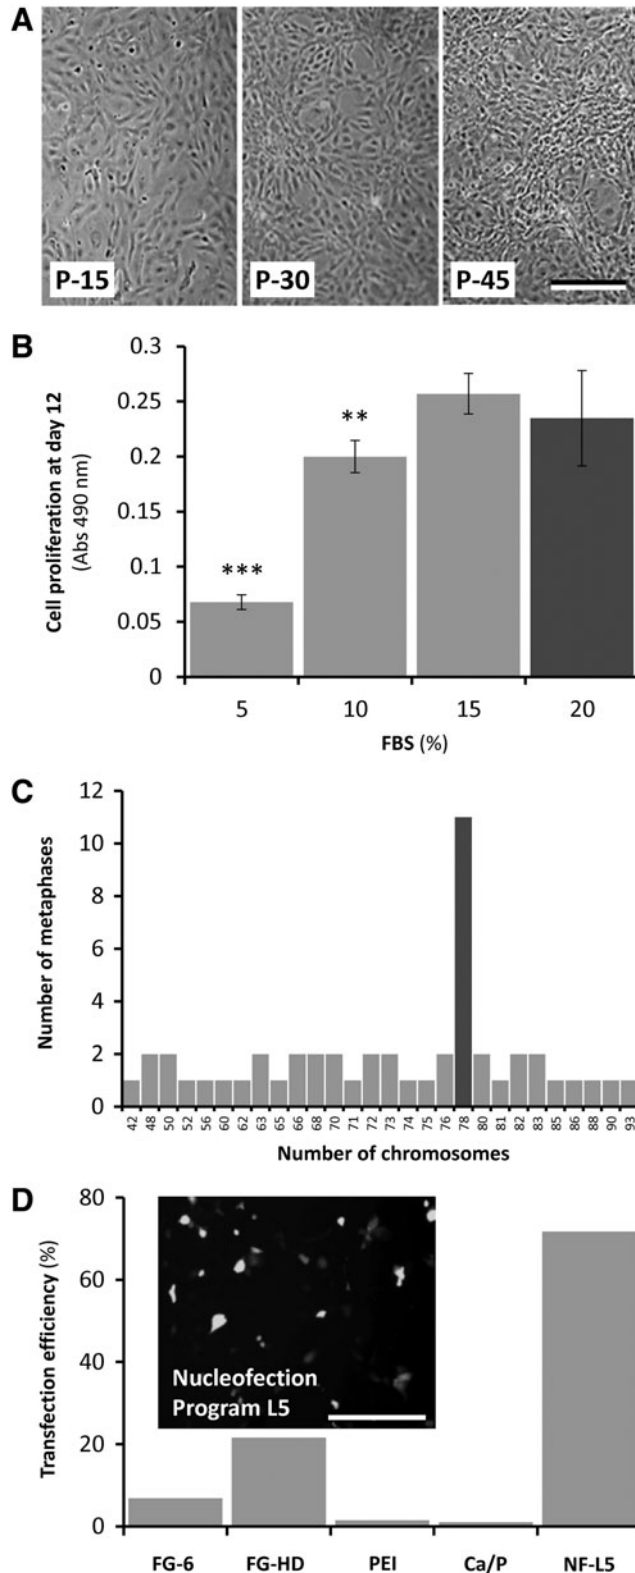 A
P-15
P-30
P-45
B
Cell proliferation at day 12
(Abs 490 nm)
0.3
0.25
0.2
0.15
0.1
0.05
0
***
**
5
10
15
20
FBS (%)
C
Number of metaphases
12
10
8
6
4
2
0
42
48
50
52
56
60
62
63
65
66
68
70
71
72
73
74
75
76
78
80
81
82
83
85
86
88
90
93
Number of chromosomes
D
Transfection efficiency (%)
80
60
40
20
0
Nucleofection
Program L5
FG-6
FG-HD
PEI
Ca/P
NF-L5